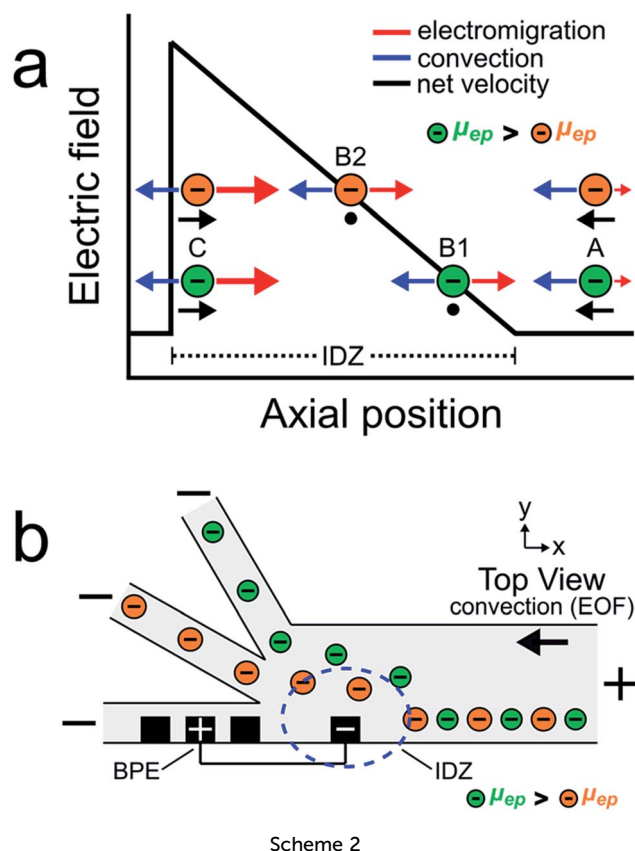 a
electromigration
convection
net velocity
− μep > − μep
Electric field
B2
C
B1
A
IDZ
Axial position
b
y
x
Top View
convection (EOF)
−
−
−
+
+
−
BPE
IDZ
− μep > − μep
Scheme 2